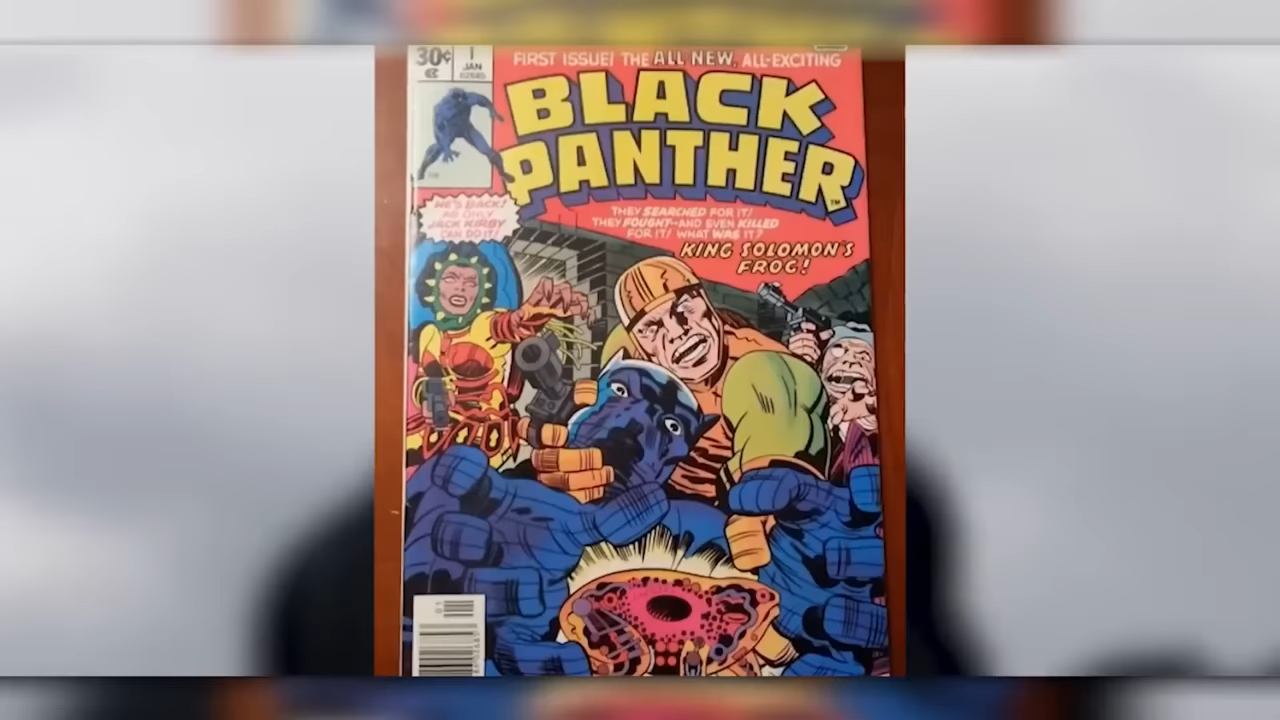 30¢
1
JAN
02885
FIRST ISSUE! THE ALL NEW, ALL-EXCITING
BLACK
PANTHER
TM
HE'S BACK!
AS ONLY
JACK KIRBY
CAN DO IT!
THEY SEARCHED FOR IT!
THEY FOUGHT--AND EVEN KILLED
FOR IT! WHAT WAS IT?
KING SOLOMON'S
FROG!